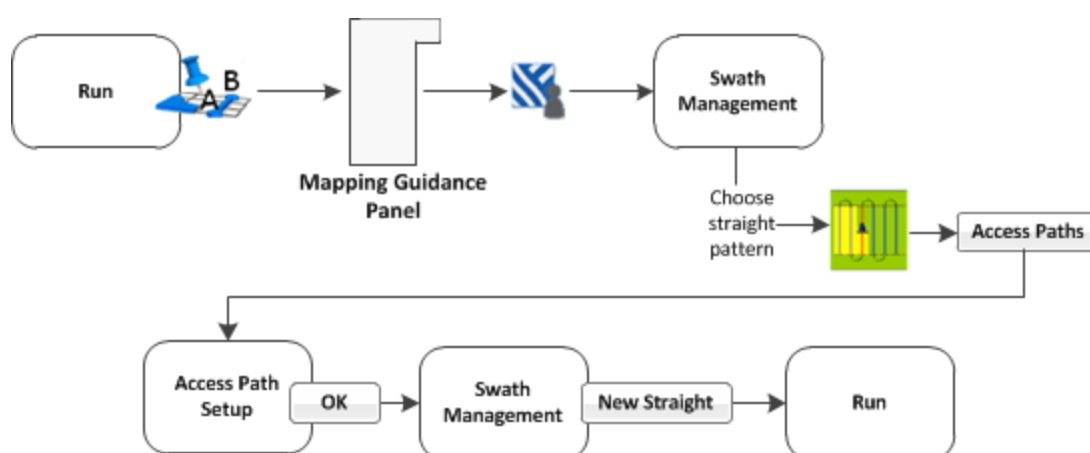 Run
A
B
Mapping Guidance
Panel
Swath
Management
Choose
straight
pattern
Access Paths
Access Path
Setup
OK
Swath
Management
New Straight
Run